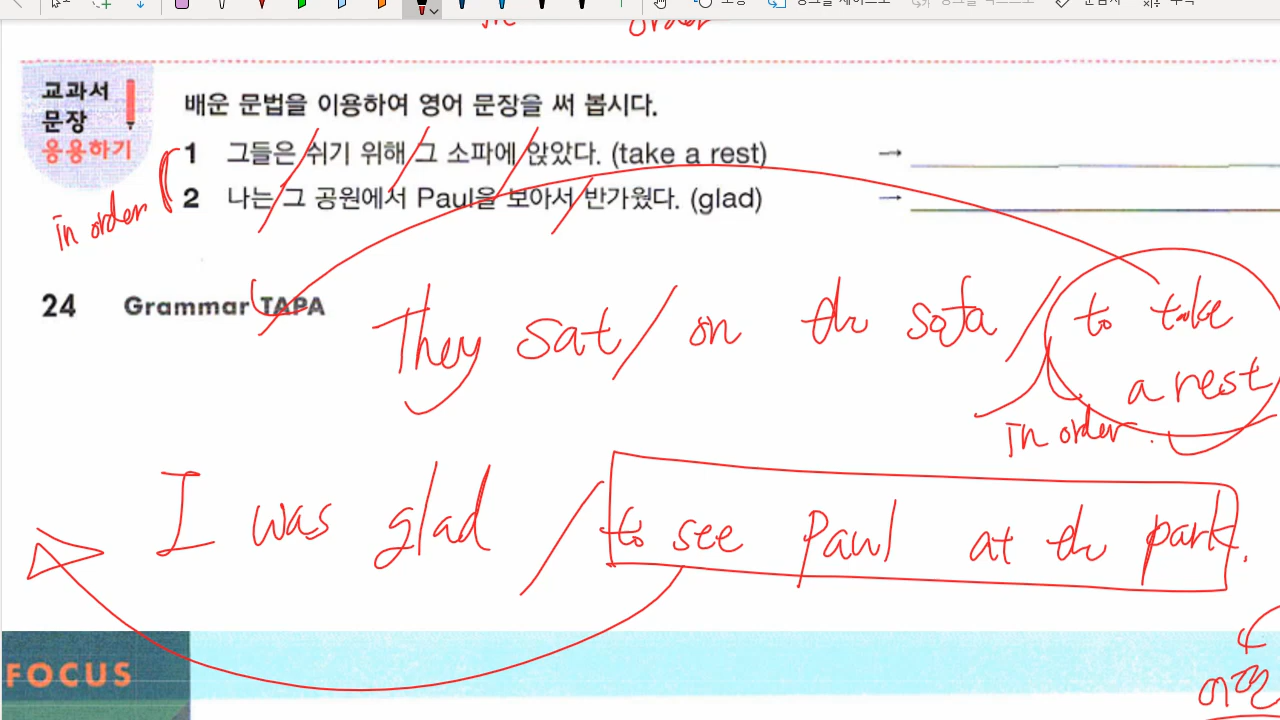 order
교과서
문장
응용하기
배운 문법을 이용하여 영어 문장을 써 봅시다.
1 그들은 쉬기 위해 그 소파에 앉았다. (take a rest) →
2 나는 그 공원에서 Paul을 보아서 반가웠다. (glad) →
in order
24 Grammar TAPA
They sat / on the sofa / to take
a rest
in order
I was glad / to see Paul at the park.
FOCUS